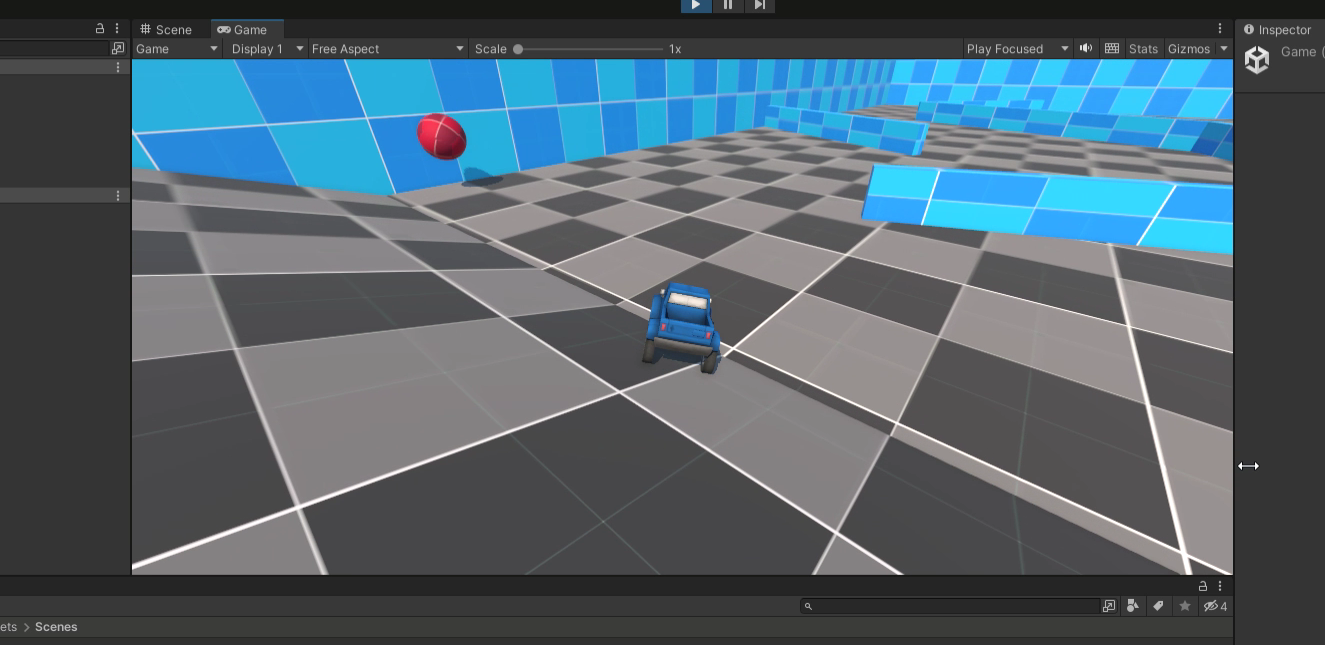 Scene Game Inspector
Game Display 1 Free Aspect Scale 1x Play Focused Stats Gizmos Game (
4
ets > Scenes